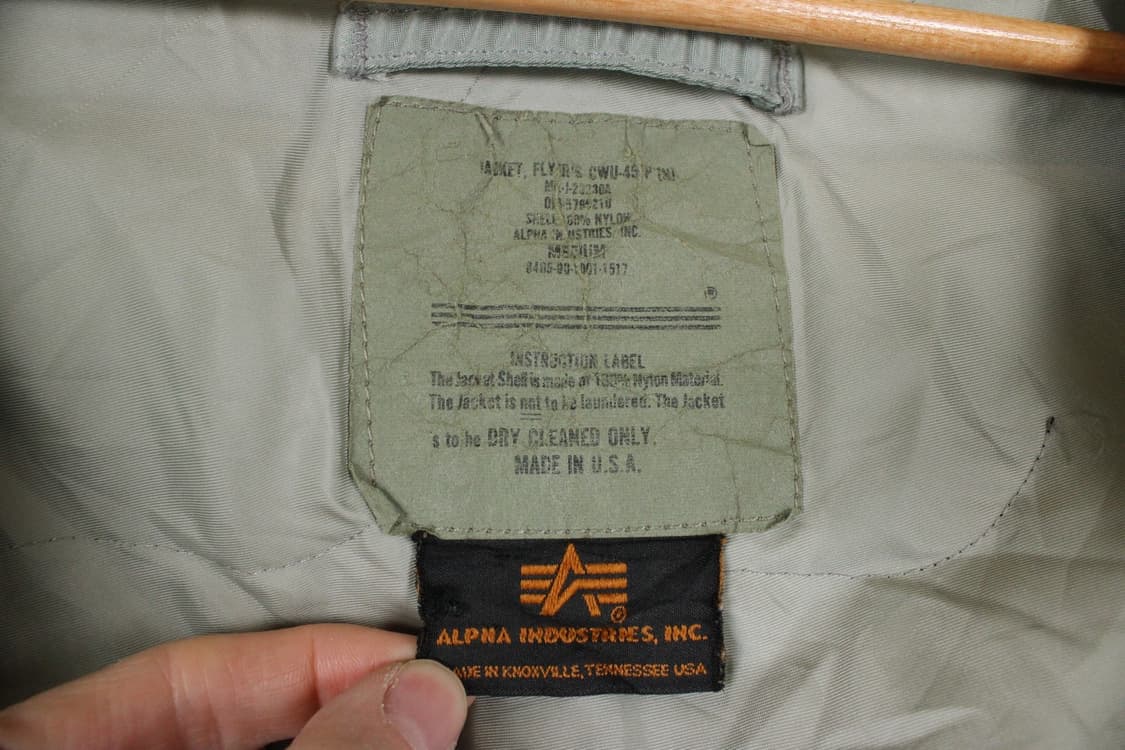 JACKET, FLYER'S CWU-45 P (N)
MIL-J-23230A
SHELL 100% NYLON
ALPHA INDUSTRIES, INC.
MEDIUM
®
INSTRUCTION LABEL
The Jacket Shell is made of 100% Nylon Material.
The Jacket is not to be laundered. The Jacket
s to be DRY CLEANED ONLY.
MADE IN U.S.A.
®
ALPHA INDUSTRIES, INC.
MADE IN KNOXVILLE, TENNESSEE USA